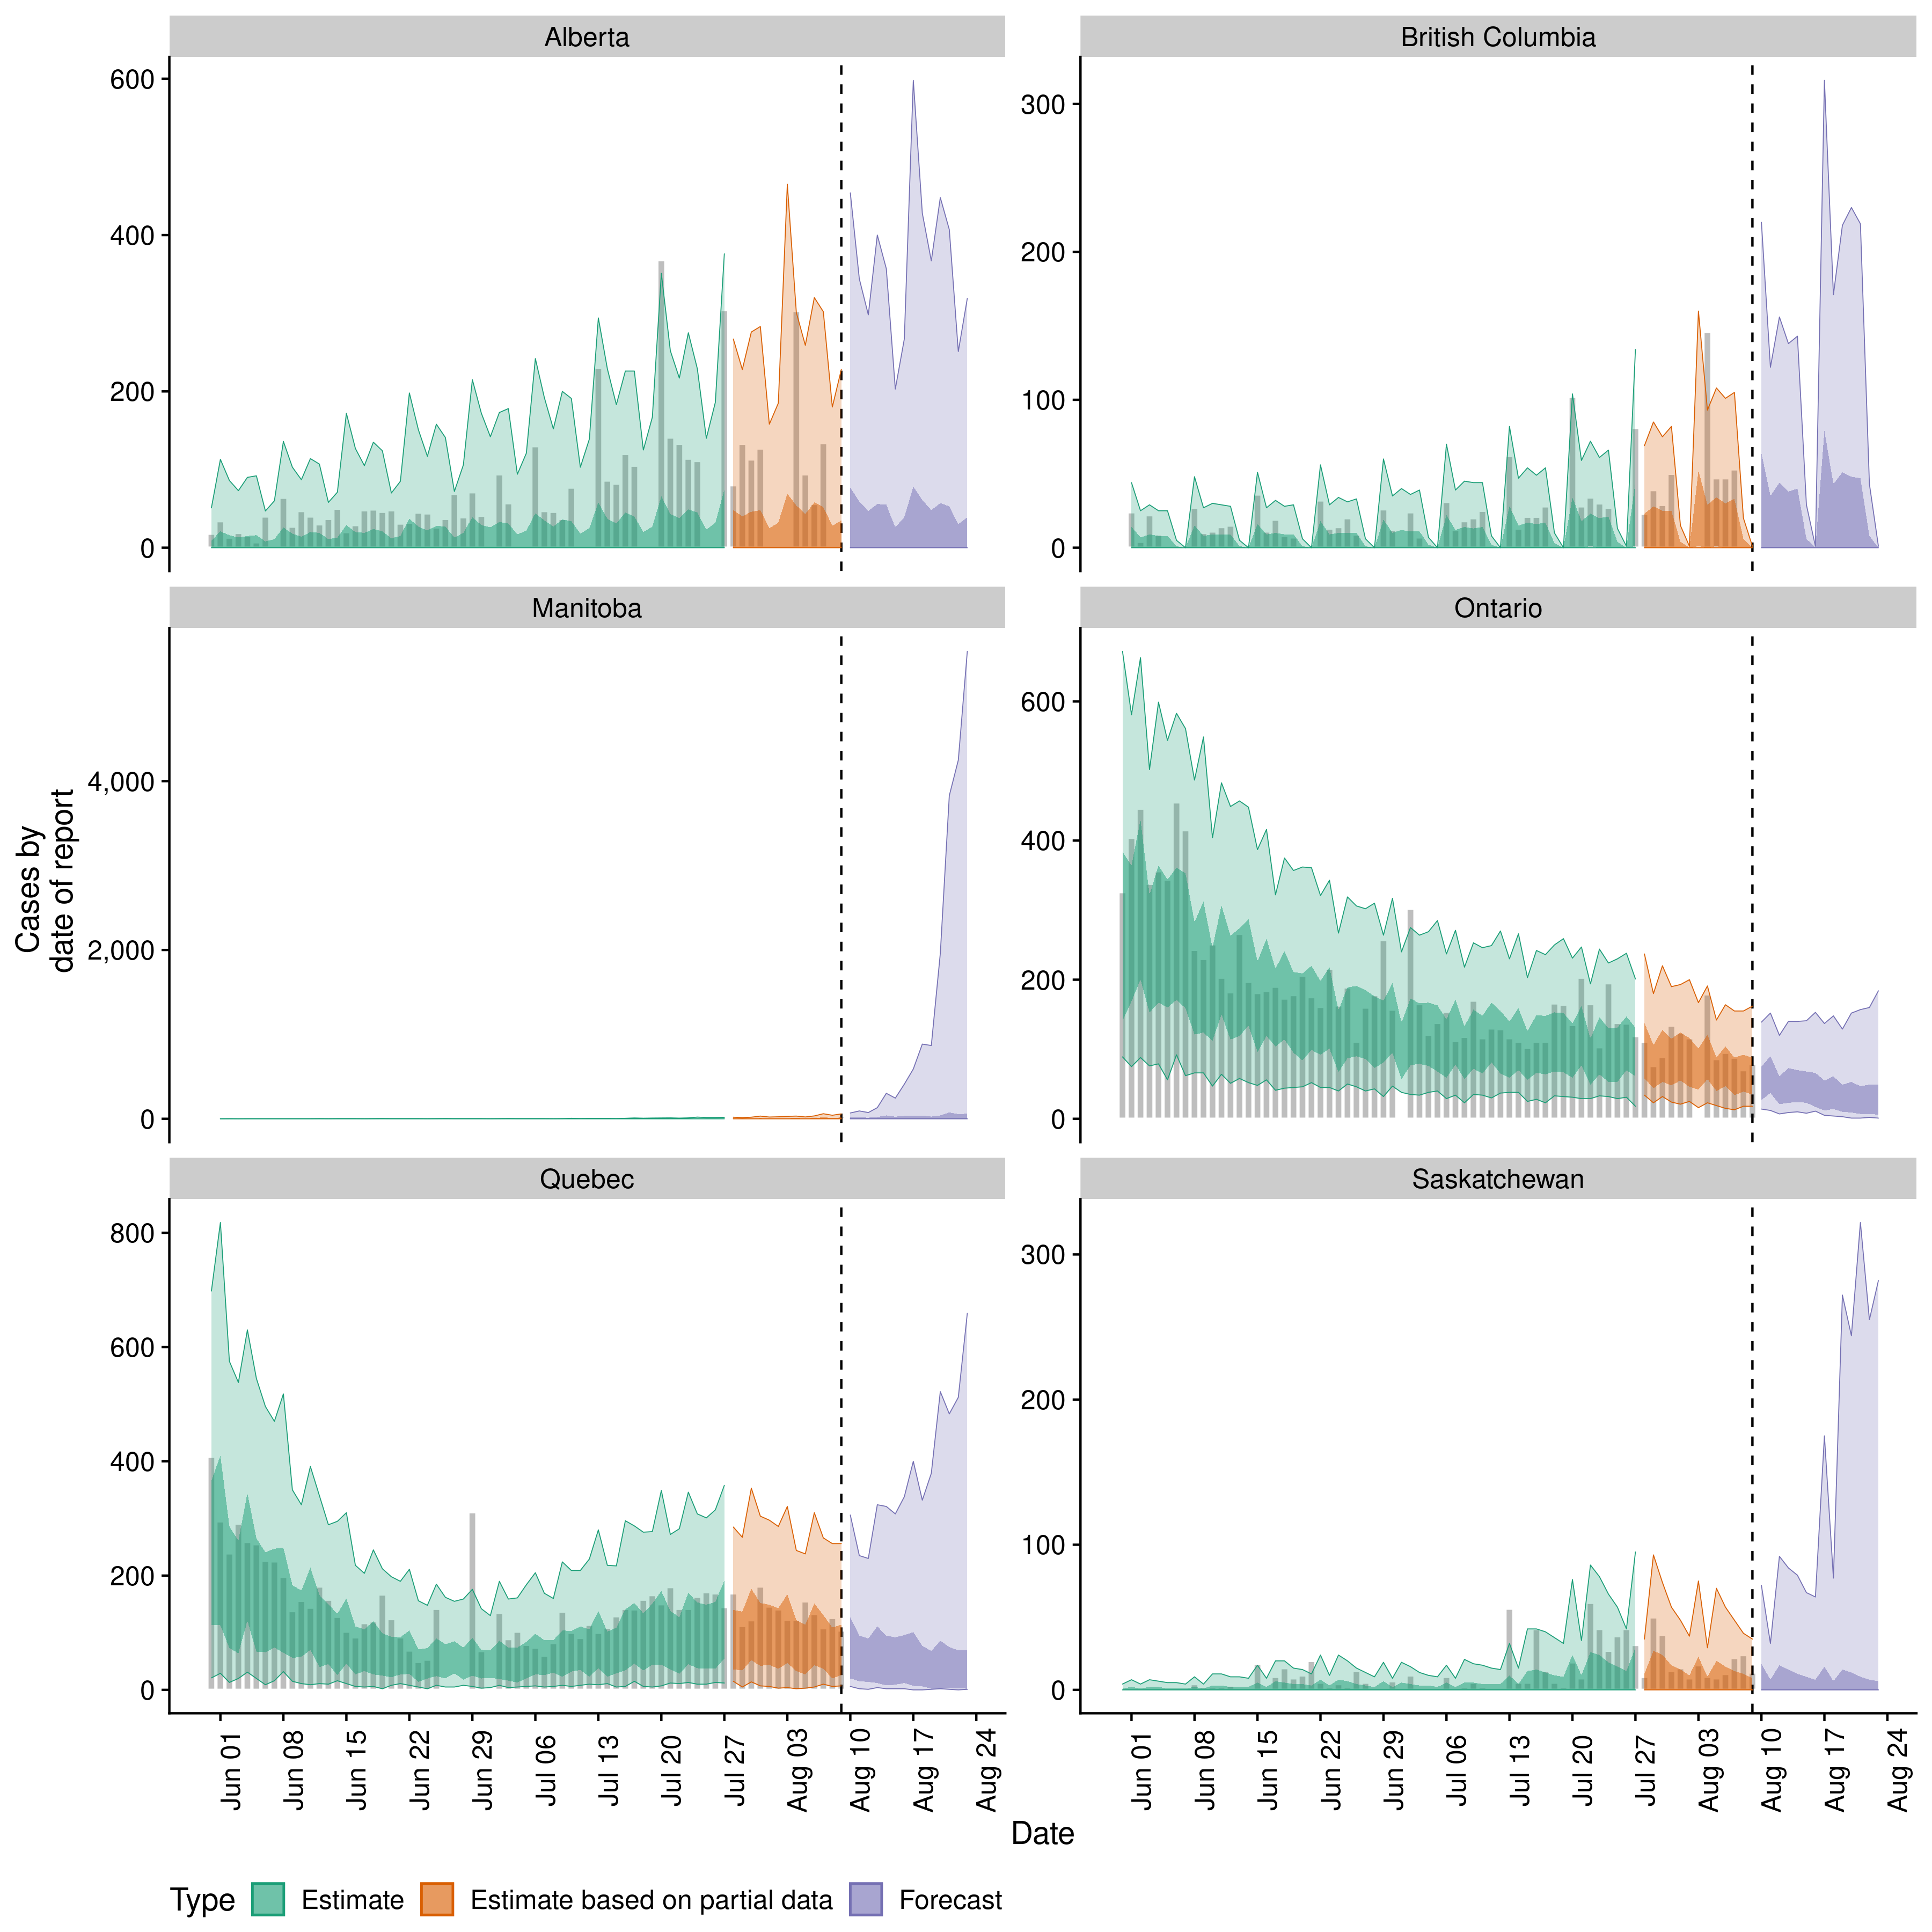 Alberta
British Columbia
600
400
200
0
300
200
100
0
Manitoba
Ontario
4,000
2,000
0
600
400
200
0
Cases by
date of report
Quebec
Saskatchewan
800
600
400
200
0
300
200
100
0
Jun 01
Jun 08
Jun 15
Jun 22
Jun 29
Jul 06
Jul 13
Jul 20
Jul 27
Aug 03
Aug 10
Aug 17
Aug 24
Jun 01
Jun 08
Jun 15
Jun 22
Jun 29
Jul 06
Jul 13
Jul 20
Jul 27
Aug 03
Aug 10
Aug 17
Aug 24
Date
Type Estimate Estimate based on partial data Forecast